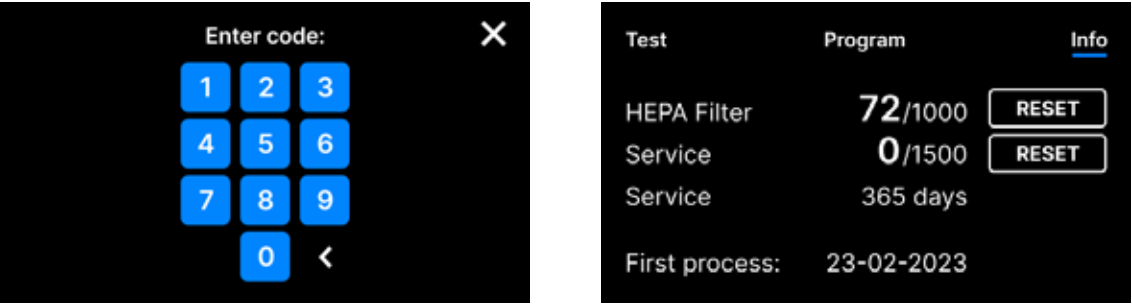 Enter code: ✕
1 2 3
4 5 6
7 8 9
0 <
Test Program Info
HEPA Filter 72/1000 RESET
Service 0/1500 RESET
Service 365 days
First process: 23-02-2023